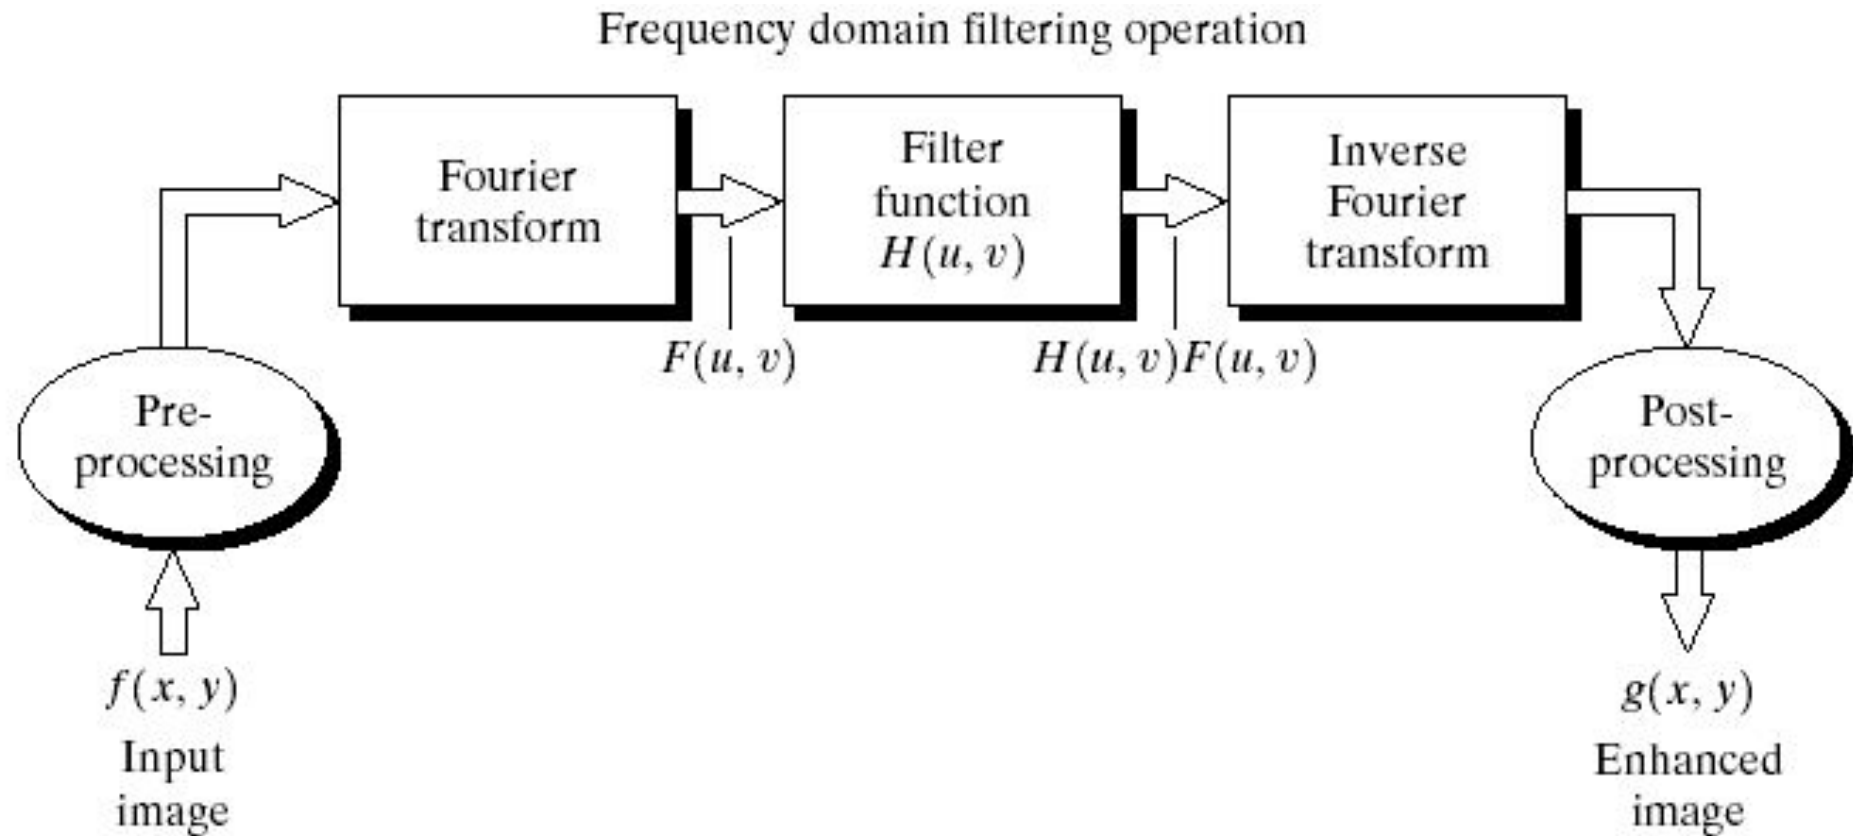 Frequency domain filtering operation
Fourier
transform
Filter
function
H(u, v)
Inverse
Fourier
transform
F(u, v)
H(u, v)F(u, v)
Pre-
processing
Post-
processing
f(x, y)
Input
image
g(x, y)
Enhanced
image